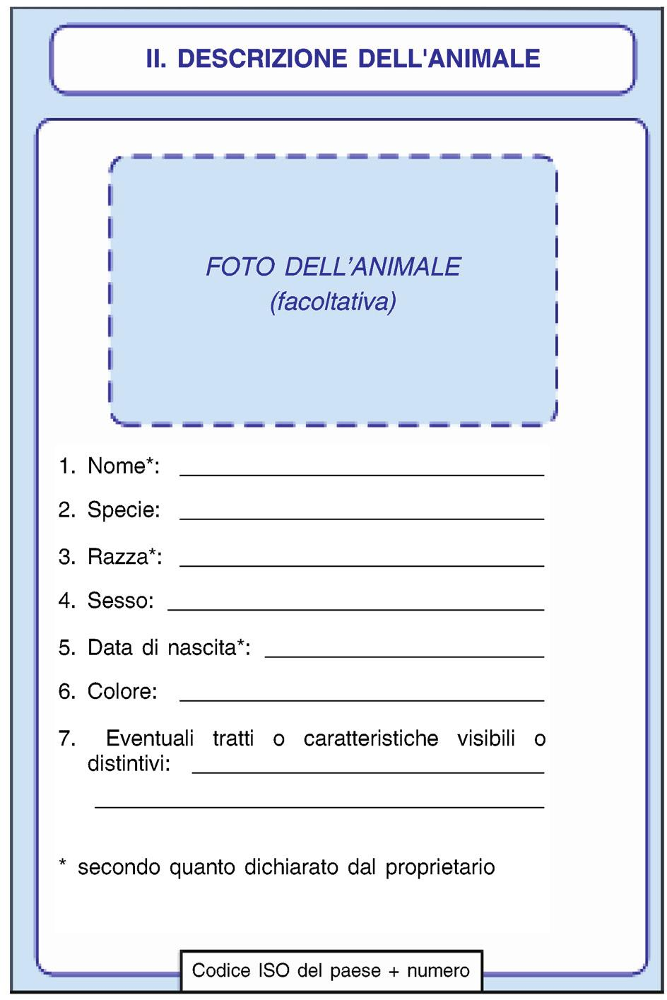 II. DESCRIZIONE DELL'ANIMALE
FOTO DELL’ANIMALE
(facoltativa)
1. Nome*:
2. Specie:
3. Razza*:
4. Sesso:
5. Data di nascita*:
6. Colore:
7. Eventuali tratti o caratteristiche visibili o
distintivi:
* secondo quanto dichiarato dal proprietario
Codice ISO del paese + numero